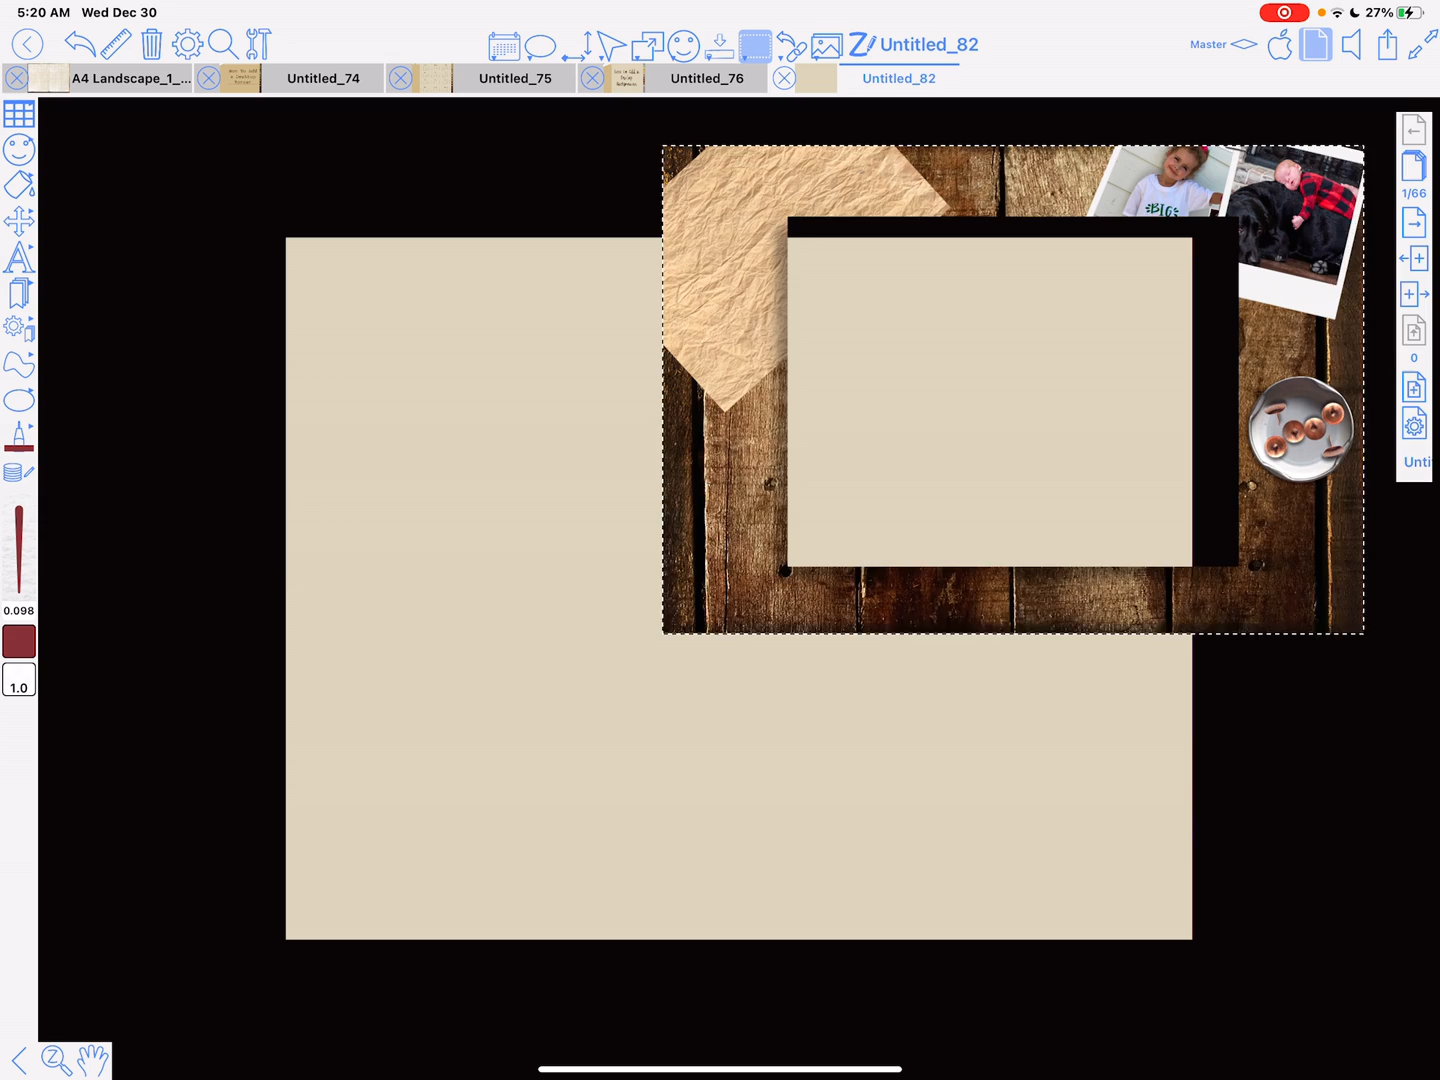 5:20 AM Wed Dec 30
27%
Untitled_82
Master
A4 Landscape_1_...
Untitled_74
Untitled_75
Untitled_76
Untitled_82
1/66
BIG
0
Unti
0.098
1.0